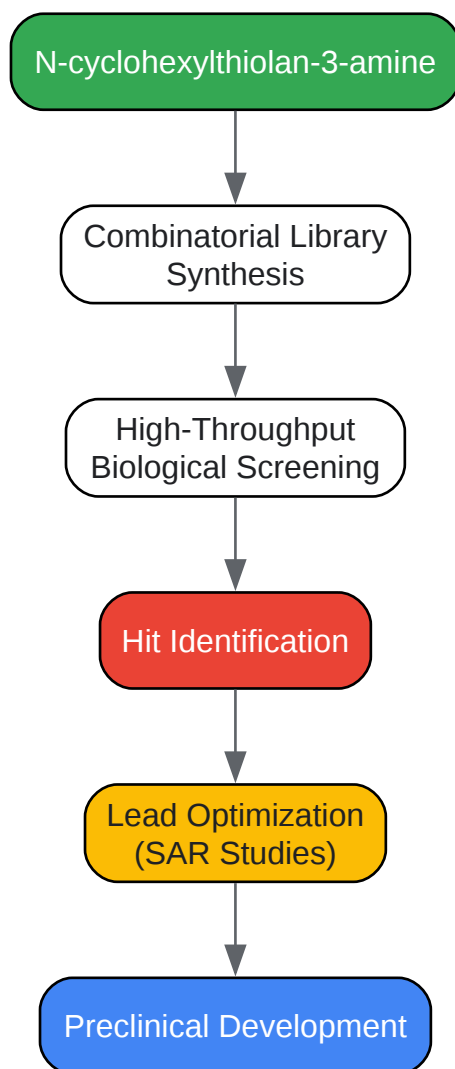 N-cyclohexylthiolan-3-amine
Combinatorial Library
Synthesis
High-Throughput
Biological Screening
Hit Identification
Lead Optimization
(SAR Studies)
Preclinical Development